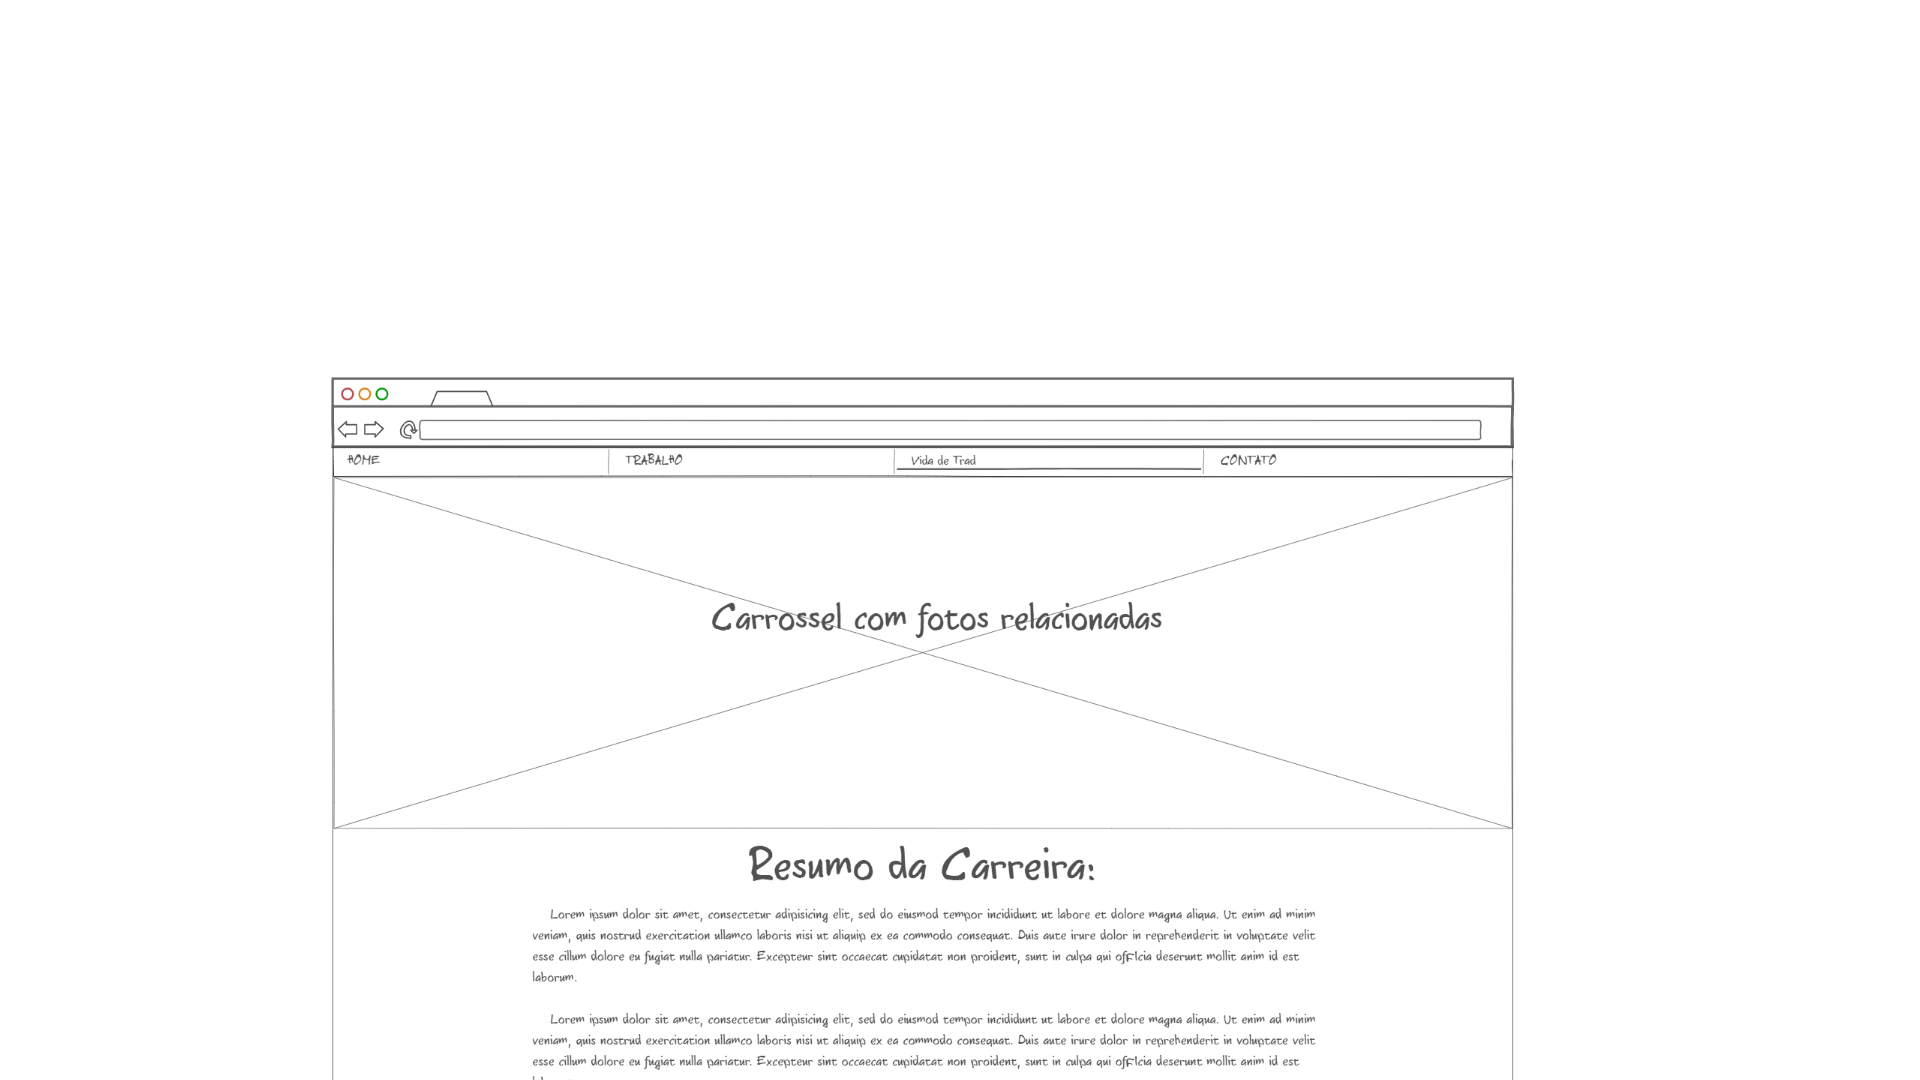 HOME
TRABALHO
Vida de Trad
CONTATO
Carrossel com fotos relacionadas
Resumo da Carreira:
Lorem ipsum dolor sit amet, consectetur adipisicing elit, sed do eiusmod tempor incididunt ut labore et dolore magna aliqua. Ut enim ad minim
veniam, quis nostrud exercitation ullamco laboris nisi ut aliquip ex ea commodo consequat. Duis aute irure dolor in reprehenderit in voluptate velit
esse cillum dolore eu fugiat nulla pariatur. Excepteur sint occaecat cupidatat non proident, sunt in culpa qui officia deserunt mollit anim id est
laborum.
Lorem ipsum dolor sit amet, consectetur adipisicing elit, sed do eiusmod tempor incididunt ut labore et dolore magna aliqua. Ut enim ad minim
veniam, quis nostrud exercitation ullamco laboris nisi ut aliquip ex ea commodo consequat. Duis aute irure dolor in reprehenderit in voluptate velit
esse cillum dolore eu fugiat nulla pariatur. Excepteur sint occaecat cupidatat non proident, sunt in culpa qui officia deserunt mollit anim id est